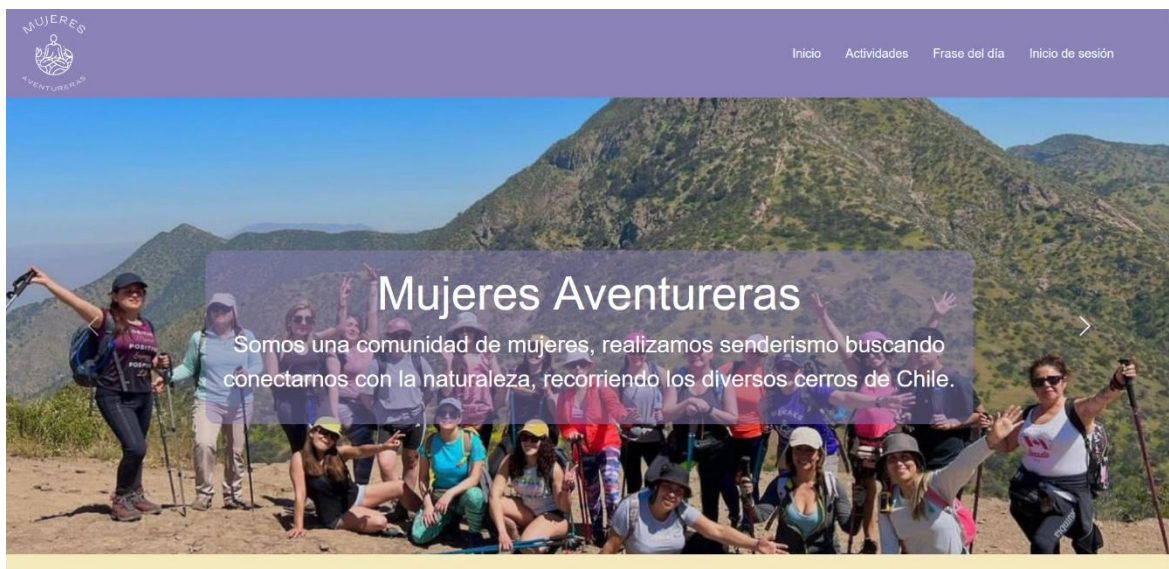 MUJERES
AVENTURERAS
Inicio Actividades Frase del día Inicio de sesión
Mujeres Aventureras
Somos una comunidad de mujeres, realizamos senderismo buscando
conectarnos con la naturaleza, recorriendo los diversos cerros de Chile.